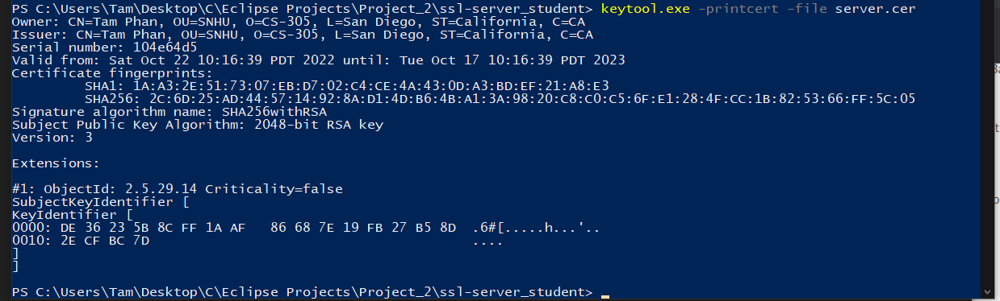 PS C:\Users\Tam\Desktop\C\Eclipse Projects\Project_2\ssl-server_student> keytool.exe -printcert -file server.cer
Owner: CN=Tam Phan, OU=SNHU, O=CS-305, L=San Diego, ST=California, C=CA
Issuer: CN=Tam Phan, OU=SNHU, O=CS-305, L=San Diego, ST=California, C=CA
Serial number: 104e64d5
Valid from: Sat Oct 22 10:16:39 PDT 2022 until: Tue Oct 17 10:16:39 PDT 2023
Certificate fingerprints:
         SHA1: 1A:A3:2E:51:73:07:EB:D7:02:C4:CE:4A:43:0D:A3:BD:EF:21:A8:E3
         SHA256: 2C:6D:25:AD:44:57:14:92:8A:D1:4D:B6:4B:A1:3A:98:20:C8:C0:C5:6F:E1:28:4F:CC:1B:82:53:66:FF:5C:05
Signature algorithm name: SHA256withRSA
Subject Public Key Algorithm: 2048-bit RSA key
Version: 3
Extensions:
#1: ObjectId: 2.5.29.14 Criticality=false
SubjectKeyIdentifier [
KeyIdentifier [
0000: DE 36 23 5B 8C FF 1A AF   86 68 7E 19 FB 27 B5 8D  .6#[.....h...'..
0010: 2E CF BC 7D                                        ....
]
]
PS C:\Users\Tam\Desktop\C\Eclipse Projects\Project_2\ssl-server_student>